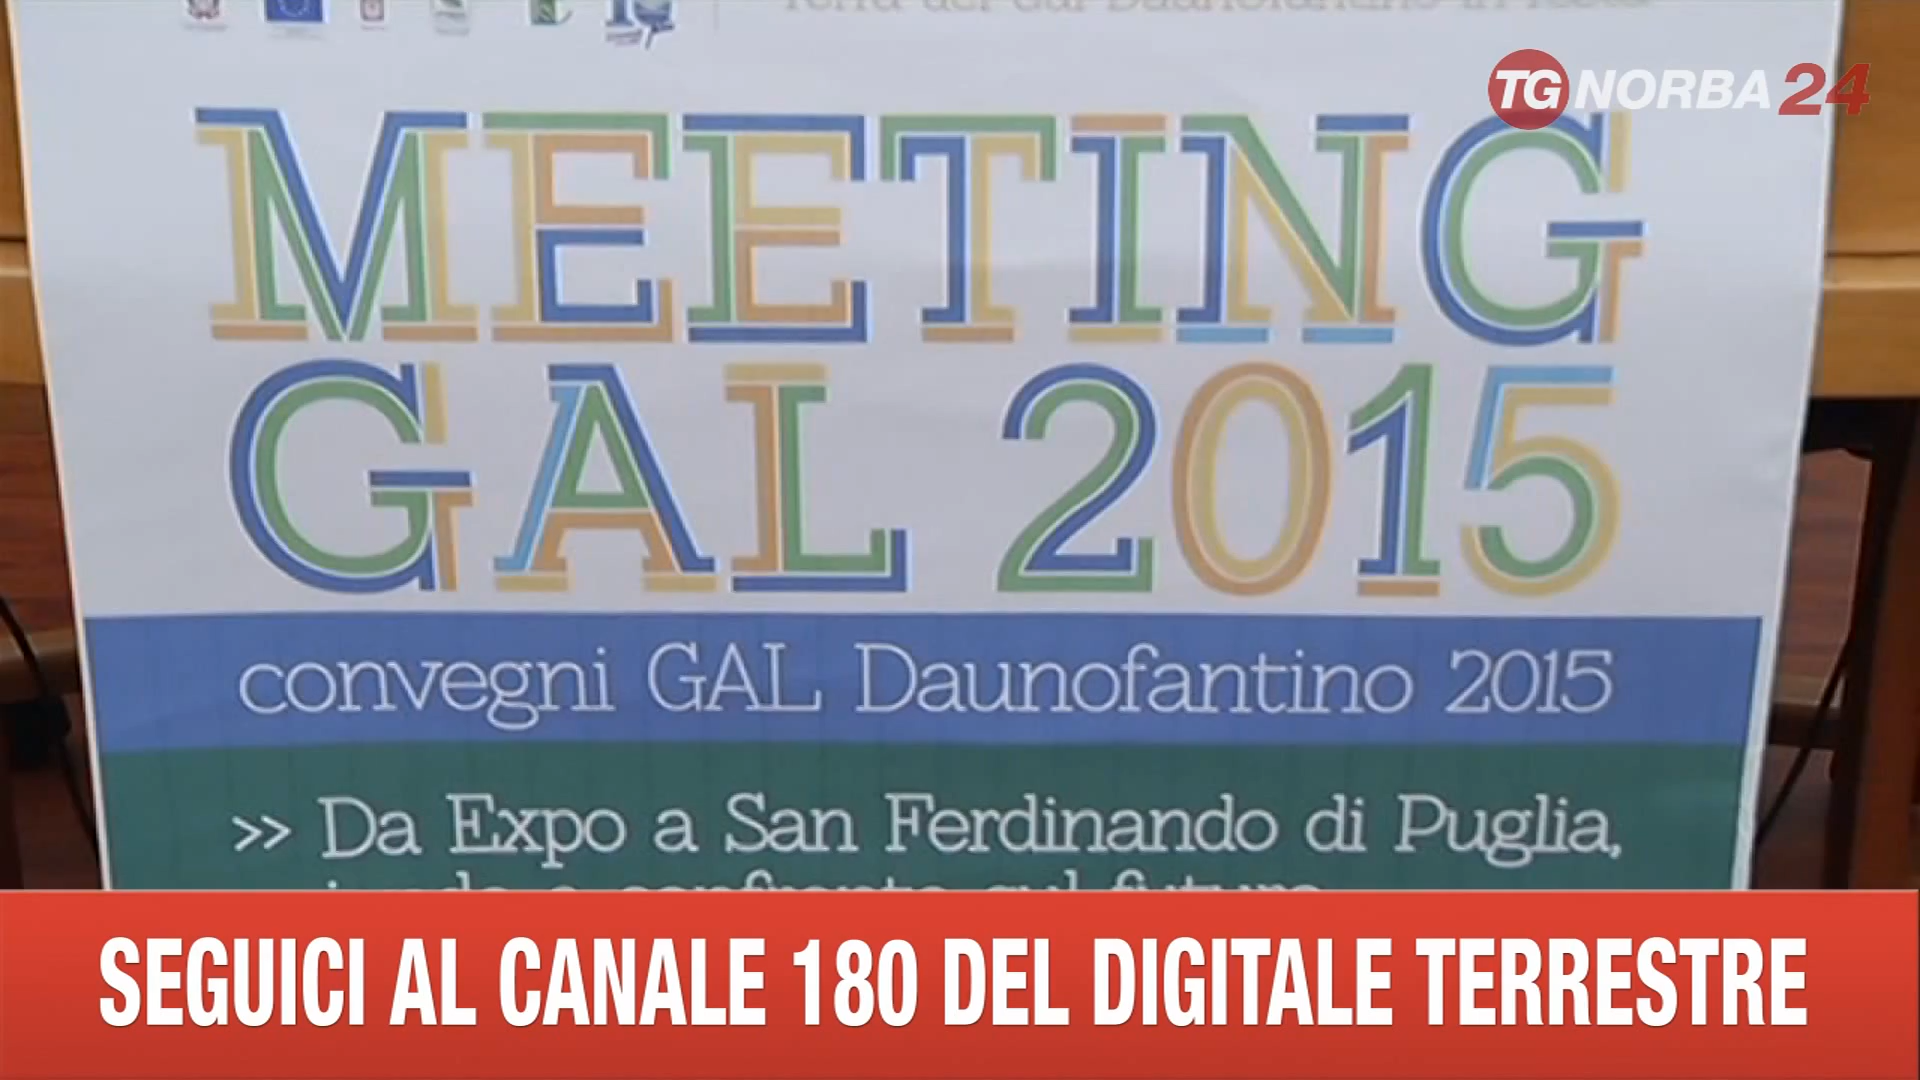 TG NORBA 24
MEETING
GAL 2015
convegni GAL Daunofantino 2015
>> Da Expo a San Ferdinando di Puglia,
SEGUICI AL CANALE 180 DEL DIGITALE TERRESTRE